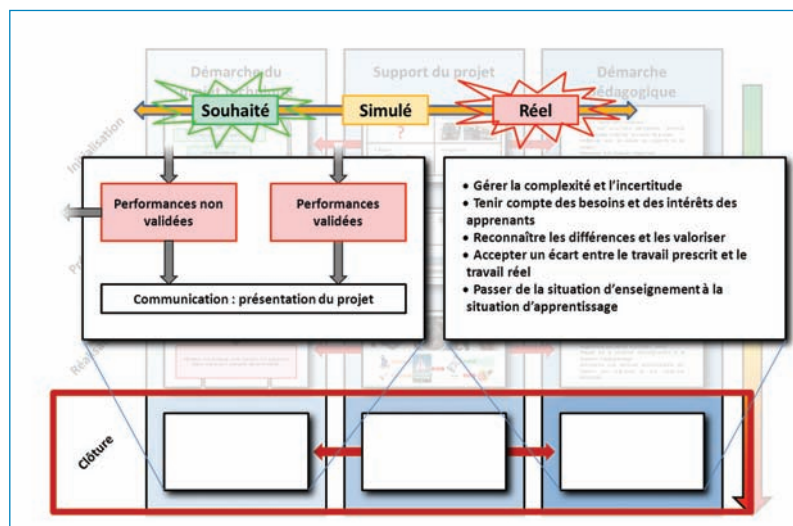 Démarche du
Support du projet
Démarche
pédagogique
Souhaité
Simulé
Réel
Initialisation
?
Performances non
validées
Performances
validées
Communication : présentation du projet
• Gérer la complexité et l'incertitude
• Tenir compte des besoins et des intérêts des
apprenants
• Reconnaître les différences et les valoriser
• Accepter un écart entre le travail prescrit et le
travail réel
• Passer de la situation d'enseignement à la
situation d'apprentissage
Clôture